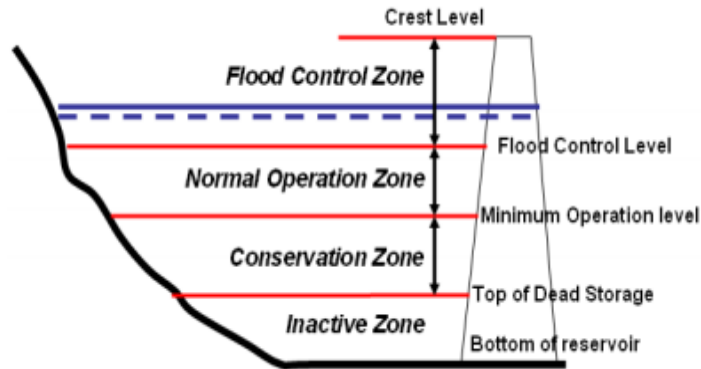 Crest Level
Flood Control Zone
Flood Control Level
Normal Operation Zone
Minimum Operation level
Conservation Zone
Top of Dead Storage
Inactive Zone
Bottom of reservoir